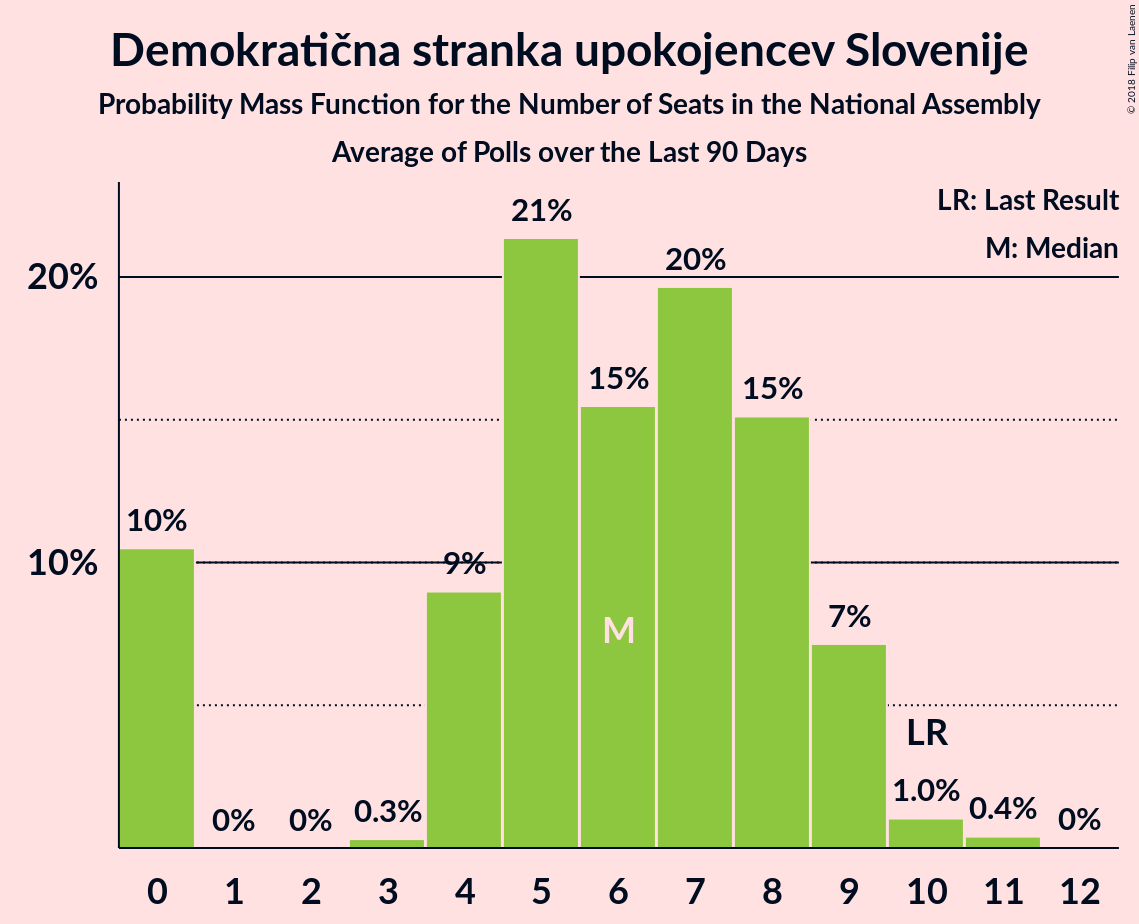 Demokratična stranka upokojencev Slovenije
Probability Mass Function for the Number of Seats in the National Assembly
Average of Polls over the Last 90 Days
© 2018 Filip van Laenen
LR: Last Result
M: Median
20%
10%
10%
0%
0%
0.3%
9%
21%
15%
20%
15%
7%
1.0%
0.4%
0%
M
LR
0 1 2 3 4 5 6 7 8 9 10 11 12